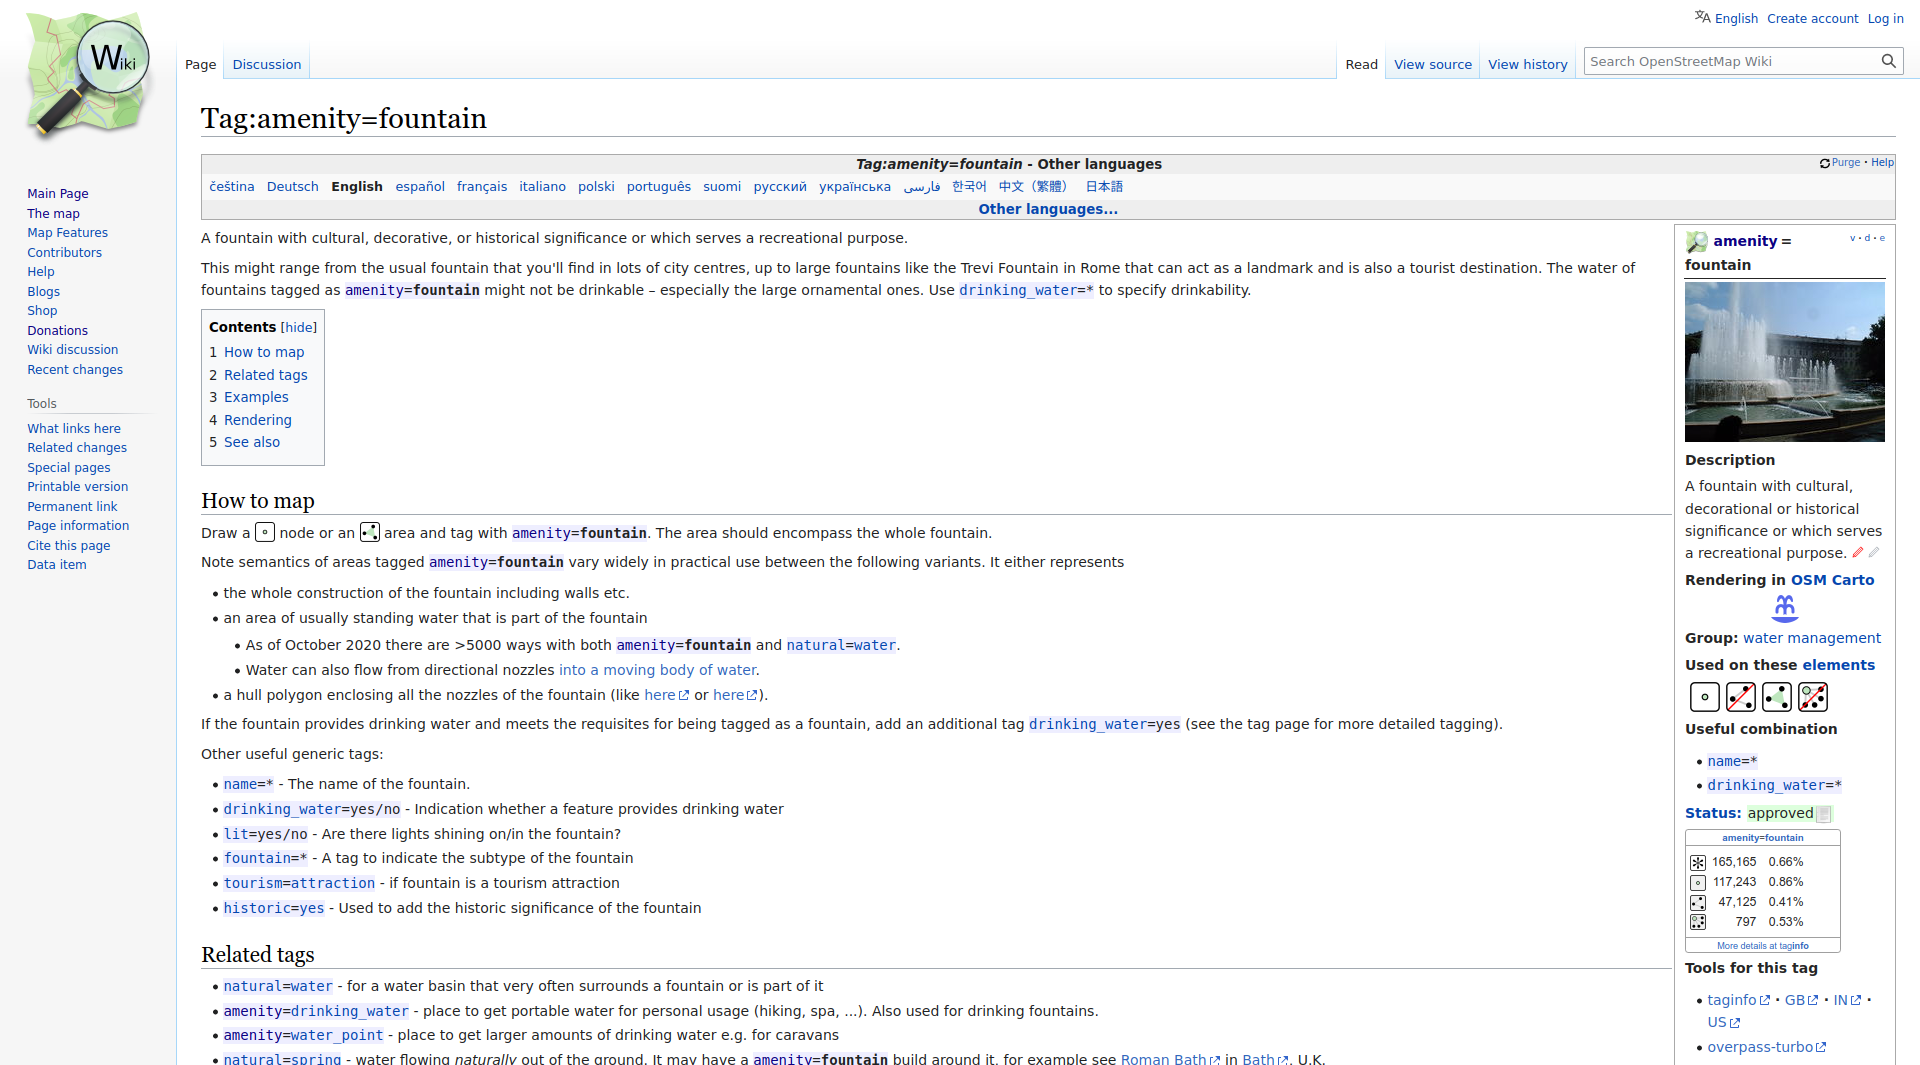 English Create account Log in
Wiki
Page Discussion Read View source View history Search OpenStreetMap Wiki
Tag:amenity=fountain
Tag:amenity=fountain - Other languages Purge · Help
čeština Deutsch English español français italiano polski português suomi русский українська فارسی 한국어 中文（繁體） 日本語
Other languages...
Main Page
The map
Map Features
Contributors
Help
Blogs
Shop
Donations
Wiki discussion
Recent changes
Tools
What links here
Related changes
Special pages
Printable version
Permanent link
Page information
Cite this page
Data item
A fountain with cultural, decorative, or historical significance or which serves a recreational purpose.
This might range from the usual fountain that you'll find in lots of city centres, up to large fountains like the Trevi Fountain in Rome that can act as a landmark and is also a tourist destination. The water of
fountains tagged as amenity=fountain might not be drinkable – especially the large ornamental ones. Use drinking_water=* to specify drinkability.
Contents [hide]
1 How to map
2 Related tags
3 Examples
4 Rendering
5 See also
How to map
Draw a node or an area and tag with amenity=fountain. The area should encompass the whole fountain.
Note semantics of areas tagged amenity=fountain vary widely in practical use between the following variants. It either represents
• the whole construction of the fountain including walls etc.
• an area of usually standing water that is part of the fountain
• As of October 2020 there are >5000 ways with both amenity=fountain and natural=water.
• Water can also flow from directional nozzles into a moving body of water.
• a hull polygon enclosing all the nozzles of the fountain (like here or here).
If the fountain provides drinking water and meets the requisites for being tagged as a fountain, add an additional tag drinking_water=yes (see the tag page for more detailed tagging).
Other useful generic tags:
• name=* - The name of the fountain.
• drinking_water=yes/no - Indication whether a feature provides drinking water
• lit=yes/no - Are there lights shining on/in the fountain?
• fountain=* - A tag to indicate the subtype of the fountain
• tourism=attraction - if fountain is a tourism attraction
• historic=yes - Used to add the historic significance of the fountain
Related tags
• natural=water - for a water basin that very often surrounds a fountain or is part of it
• amenity=drinking_water - place to get portable water for personal usage (hiking, spa, ...). Also used for drinking fountains.
• amenity=water_point - place to get larger amounts of drinking water e.g. for caravans
• natural=spring - water flowing naturally out of the ground. It may have a amenity=fountain build around it, for example see Roman Bath in Bath, U.K.
amenity = v · d · e
fountain
Description
A fountain with cultural,
decorational or historical
significance or which serves
a recreational purpose.
Rendering in OSM Carto
Group: water management
Used on these elements
Useful combination
• name=*
• drinking_water=*
Status: approved
amenity=fountain
165,165 0.66%
117,243 0.86%
47,125 0.41%
797 0.53%
More details at taginfo
Tools for this tag
• taginfo · GB · IN ·
US
• overpass-turbo